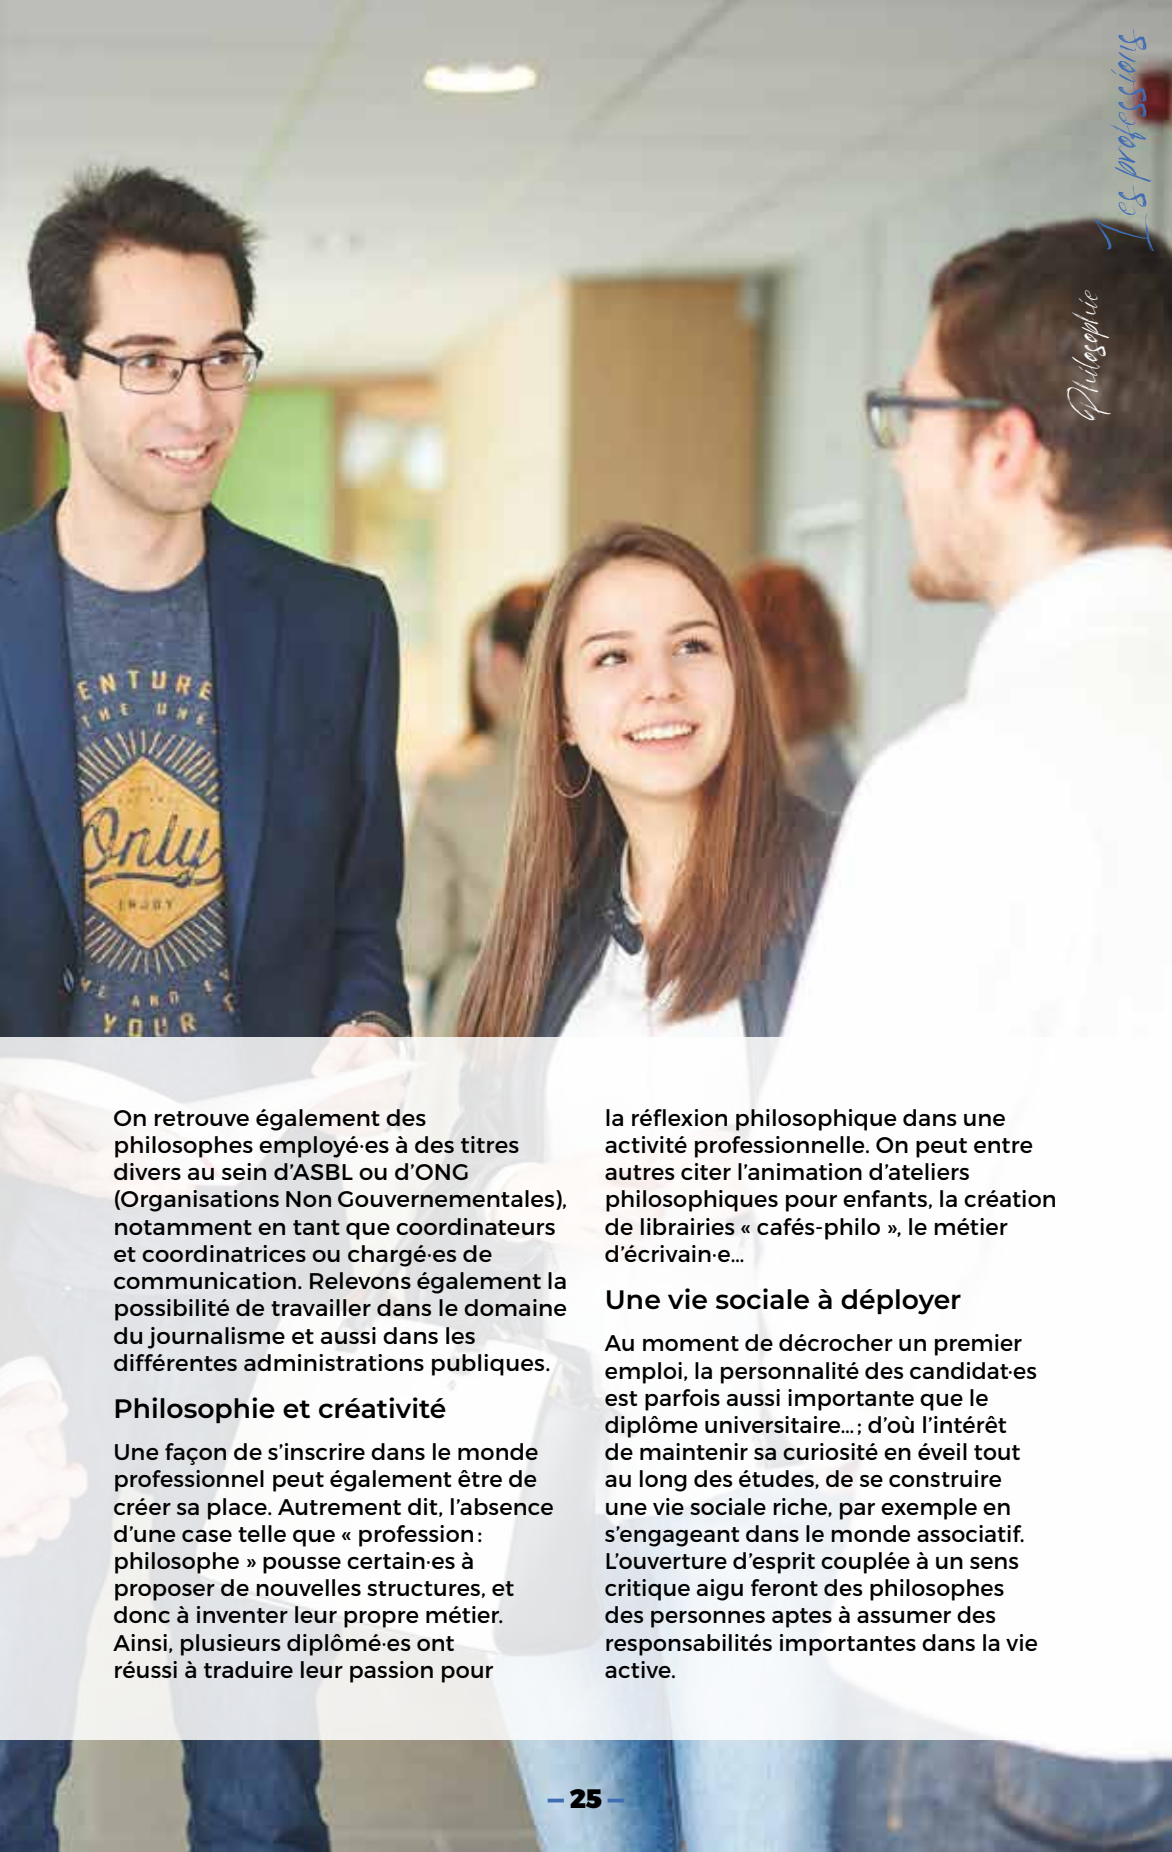 Les professions
Philosophie
ENTURE
THE UNE
Only
ENJOY
AND
YOUR
On retrouve également des
philosophes employé·es à des titres
divers au sein d’ASBL ou d’ONG
(Organisations Non Gouvernementales),
notamment en tant que coordinateurs
et coordinatrices ou chargé·es de
communication. Relevons également la
possibilité de travailler dans le domaine
du journalisme et aussi dans les
différentes administrations publiques.
Philosophie et créativité
Une façon de s’inscrire dans le monde
professionnel peut également être de
créer sa place. Autrement dit, l’absence
d’une case telle que « profession :
philosophe » pousse certain·es à
proposer de nouvelles structures, et
donc à inventer leur propre métier.
Ainsi, plusieurs diplômé·es ont
réussi à traduire leur passion pour
la réflexion philosophique dans une
activité professionnelle. On peut entre
autres citer l’animation d’ateliers
philosophiques pour enfants, la création
de librairies « cafés-philo », le métier
d’écrivain·e...
Une vie sociale à déployer
Au moment de décrocher un premier
emploi, la personnalité des candidat·es
est parfois aussi importante que le
diplôme universitaire... ; d’où l’intérêt
de maintenir sa curiosité en éveil tout
au long des études, de se construire
une vie sociale riche, par exemple en
s’engageant dans le monde associatif.
L’ouverture d’esprit couplée à un sens
critique aigu feront des philosophes
des personnes aptes à assumer des
responsabilités importantes dans la vie
active.
– 25 –